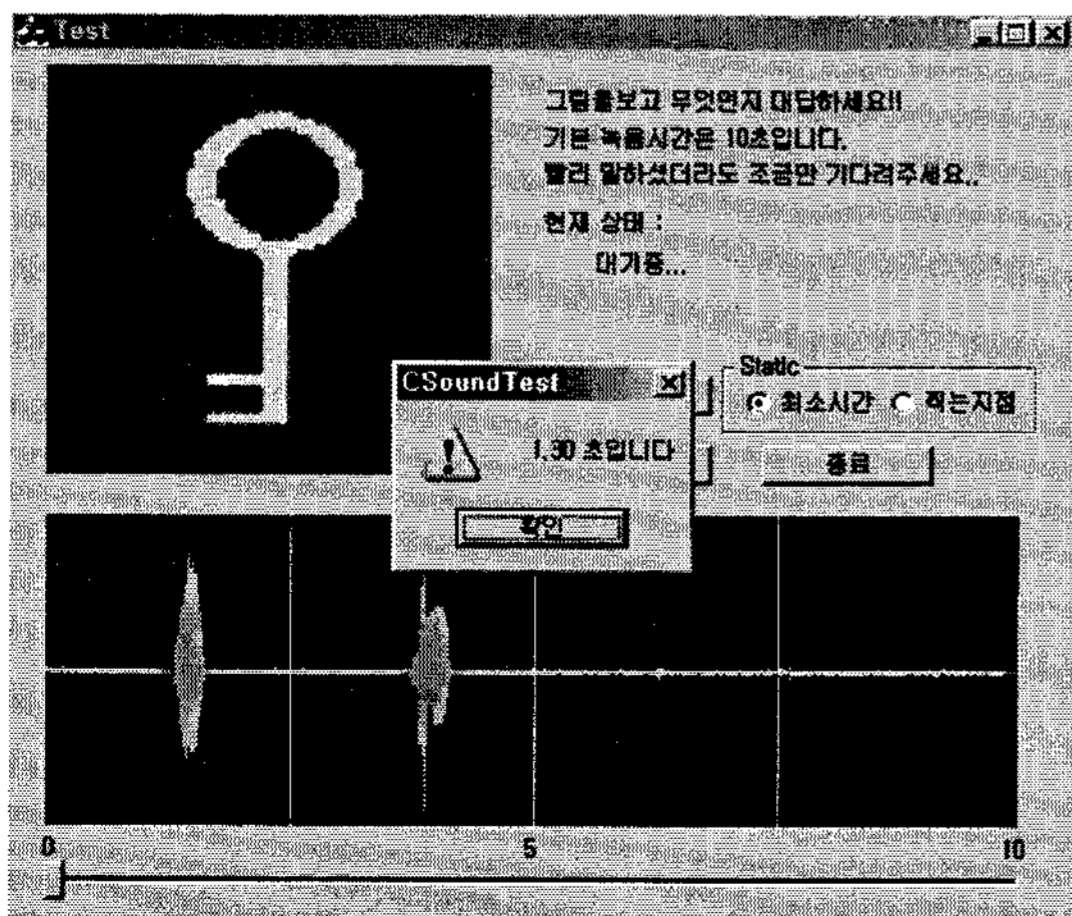 Test
그림을보고 무엇인지 대답하세요!!
기본 녹음시간은 10초입니다.
빨리 말하셨더라도 조금만 기다려주세요..
현재 상태 :
대기중...
Static
최소시간 찍는지점
종료
CSoundTest
1.30 초입니다
확인
0 5 10